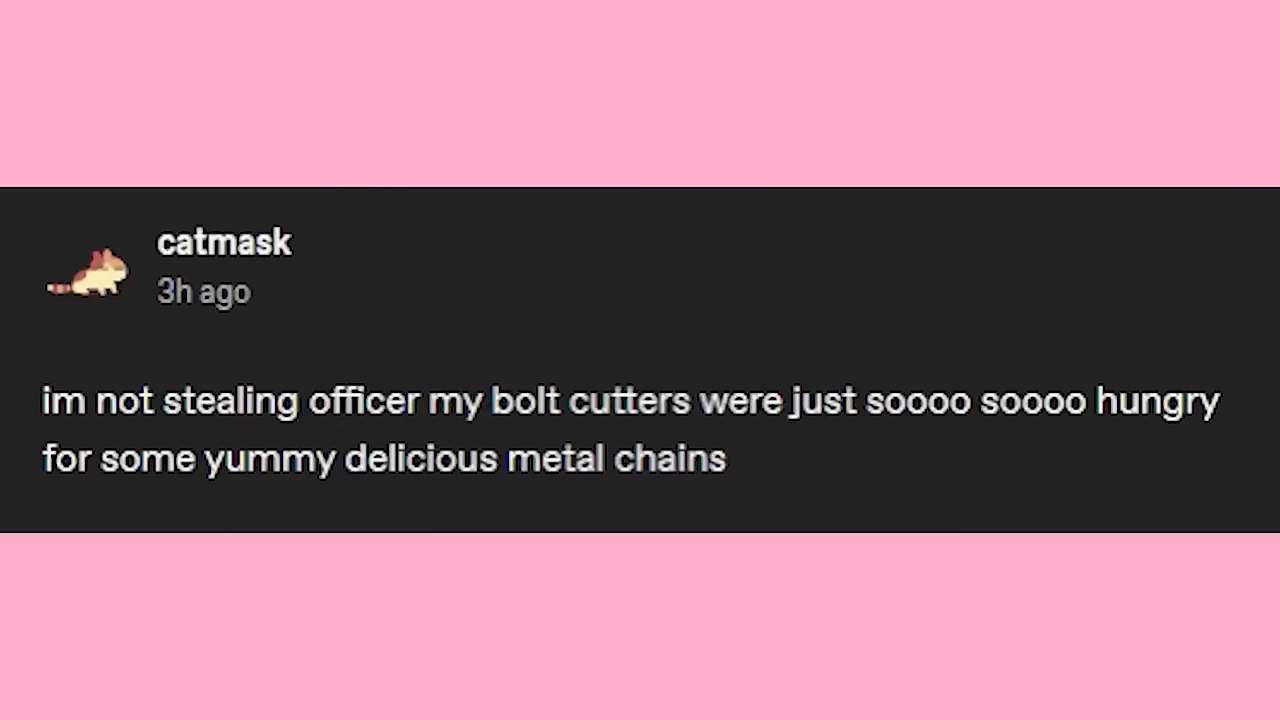 catmask
3h ago
im not stealing officer my bolt cutters were just soooo soooo hungry
for some yummy delicious metal chains